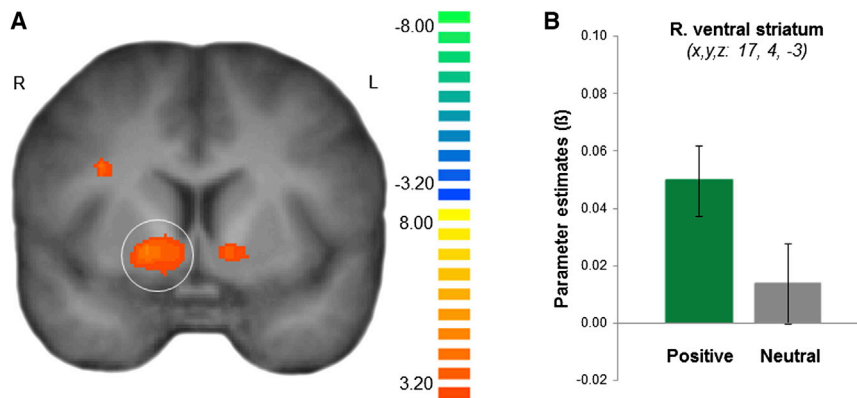 A
R
L
-8.00
-3.20
8.00
3.20
B
R. ventral striatum
(x,y,z: 17, 4, -3)
Parameter estimates (ß)
0.10
0.08
0.06
0.04
0.02
0.00
-0.02
Positive Neutral